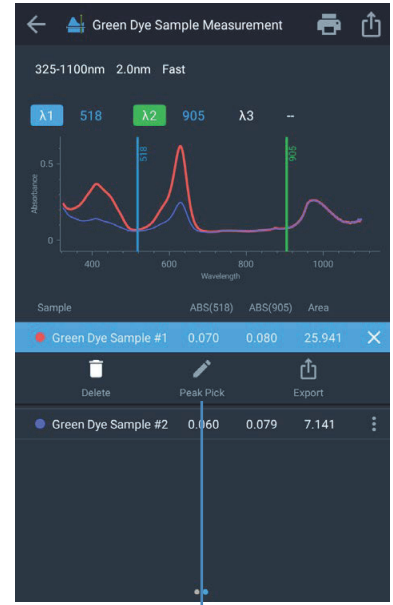 Green Dye Sample Measurement
325-1100nm 2.0nm Fast
λ1 518 λ2 905 λ3 --
518
905
0.5
0
Absorbance
400 600 800 1000
Wavelength
Sample ABS(518) ABS(905) Area
Green Dye Sample #1 0.070 0.080 25.941
Delete Peak Pick Export
Green Dye Sample #2 0.060 0.079 7.141